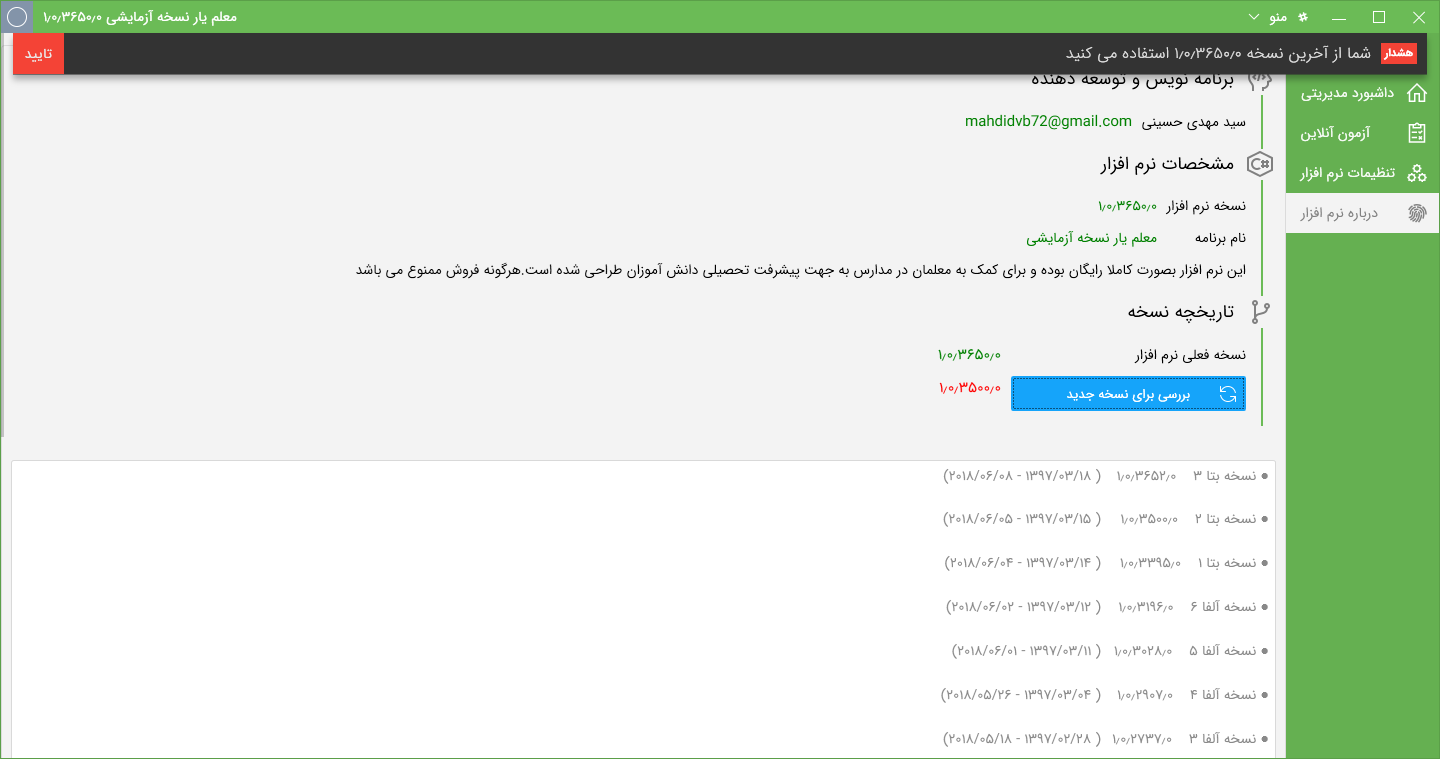 معلم یار نسخه آزمایشی ۱٫۰٫۳۶۵۰٫۰
منو
هشدار شما از آخرین نسخه ۱٫۰٫۳۶۵۰٫۰ استفاده می کنید
تایید
داشبورد مدیریتی
آزمون آنلاین
تنظیمات نرم افزار
درباره نرم افزار
برنامه نویس و توسعه دهنده
سید مهدی حسینی mahdidvb72@gmail.com
مشخصات نرم افزار
نسخه نرم افزار ۱٫۰٫۳۶۵۰٫۰
نام برنامه معلم یار نسخه آزمایشی
این نرم افزار بصورت کاملا رایگان بوده و برای کمک به معلمان در مدارس به جهت پیشرفت تحصیلی دانش آموزان طراحی شده است.هرگونه فروش ممنوع می باشد
تاریخچه نسخه
نسخه فعلی نرم افزار ۱٫۰٫۳۶۵۰٫۰
بررسی برای نسخه جدید ۱٫۰٫۳۵۰۰٫۰
● نسخه بتا ۳ ۱٫۰٫۳۶۵۲٫۰ ( ۱۳۹۷/۰۳/۱۸ - ۲۰۱۸/۰۶/۰۸)
● نسخه بتا ۲ ۱٫۰٫۳۵۰۰٫۰ ( ۱۳۹۷/۰۳/۱۵ - ۲۰۱۸/۰۶/۰۵)
● نسخه بتا ۱ ۱٫۰٫۳۳۹۵٫۰ ( ۱۳۹۷/۰۳/۱۴ - ۲۰۱۸/۰۶/۰۴)
● نسخه آلفا ۶ ۱٫۰٫۳۱۹۶٫۰ ( ۱۳۹۷/۰۳/۱۲ - ۲۰۱۸/۰۶/۰۲)
● نسخه آلفا ۵ ۱٫۰٫۳۰۲۸٫۰ ( ۱۳۹۷/۰۳/۱۱ - ۲۰۱۸/۰۶/۰۱)
● نسخه آلفا ۴ ۱٫۰٫۲۹۰۷٫۰ ( ۱۳۹۷/۰۳/۰۴ - ۲۰۱۸/۰۵/۲۶)
● نسخه آلفا ۳ ۱٫۰٫۲۷۳۷٫۰ ( ۱۳۹۷/۰۲/۲۸ - ۲۰۱۸/۰۵/۱۸)